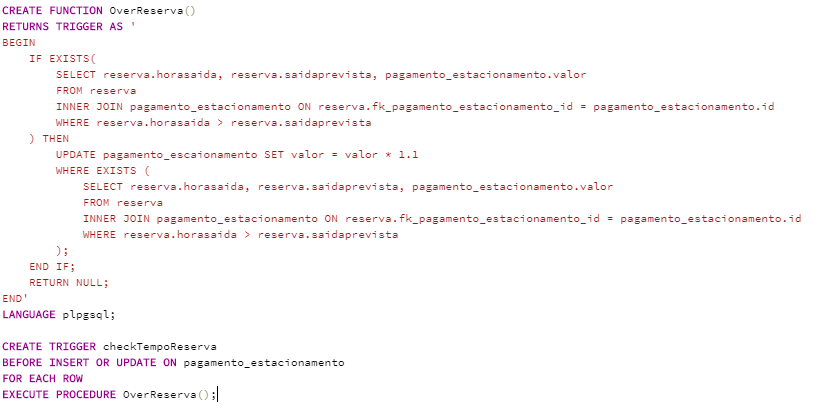 CREATE FUNCTION OverReserva()
RETURNS TRIGGER AS '
BEGIN
    IF EXISTS(
        SELECT reserva.horasaida, reserva.saidaprevista, pagamento_estacionamento.valor
        FROM reserva
        INNER JOIN pagamento_estacionamento ON reserva.fk_pagamento_estacionamento_id = pagamento_estacionamento.id
        WHERE reserva.horasaida > reserva.saidaprevista
    ) THEN
        UPDATE pagamento_escaionamento SET valor = valor * 1.1
        WHERE EXISTS (
            SELECT reserva.horasaida, reserva.saidaprevista, pagamento_estacionamento.valor
            FROM reserva
            INNER JOIN pagamento_estacionamento ON reserva.fk_pagamento_estacionamento_id = pagamento_estacionamento.id
            WHERE reserva.horasaida > reserva.saidaprevista
        );
    END IF;
    RETURN NULL;
END'
LANGUAGE plpgsql;

CREATE TRIGGER checkTempoReserva
BEFORE INSERT OR UPDATE ON pagamento_estacionamento
FOR EACH ROW
EXECUTE PROCEDURE OverReserva();